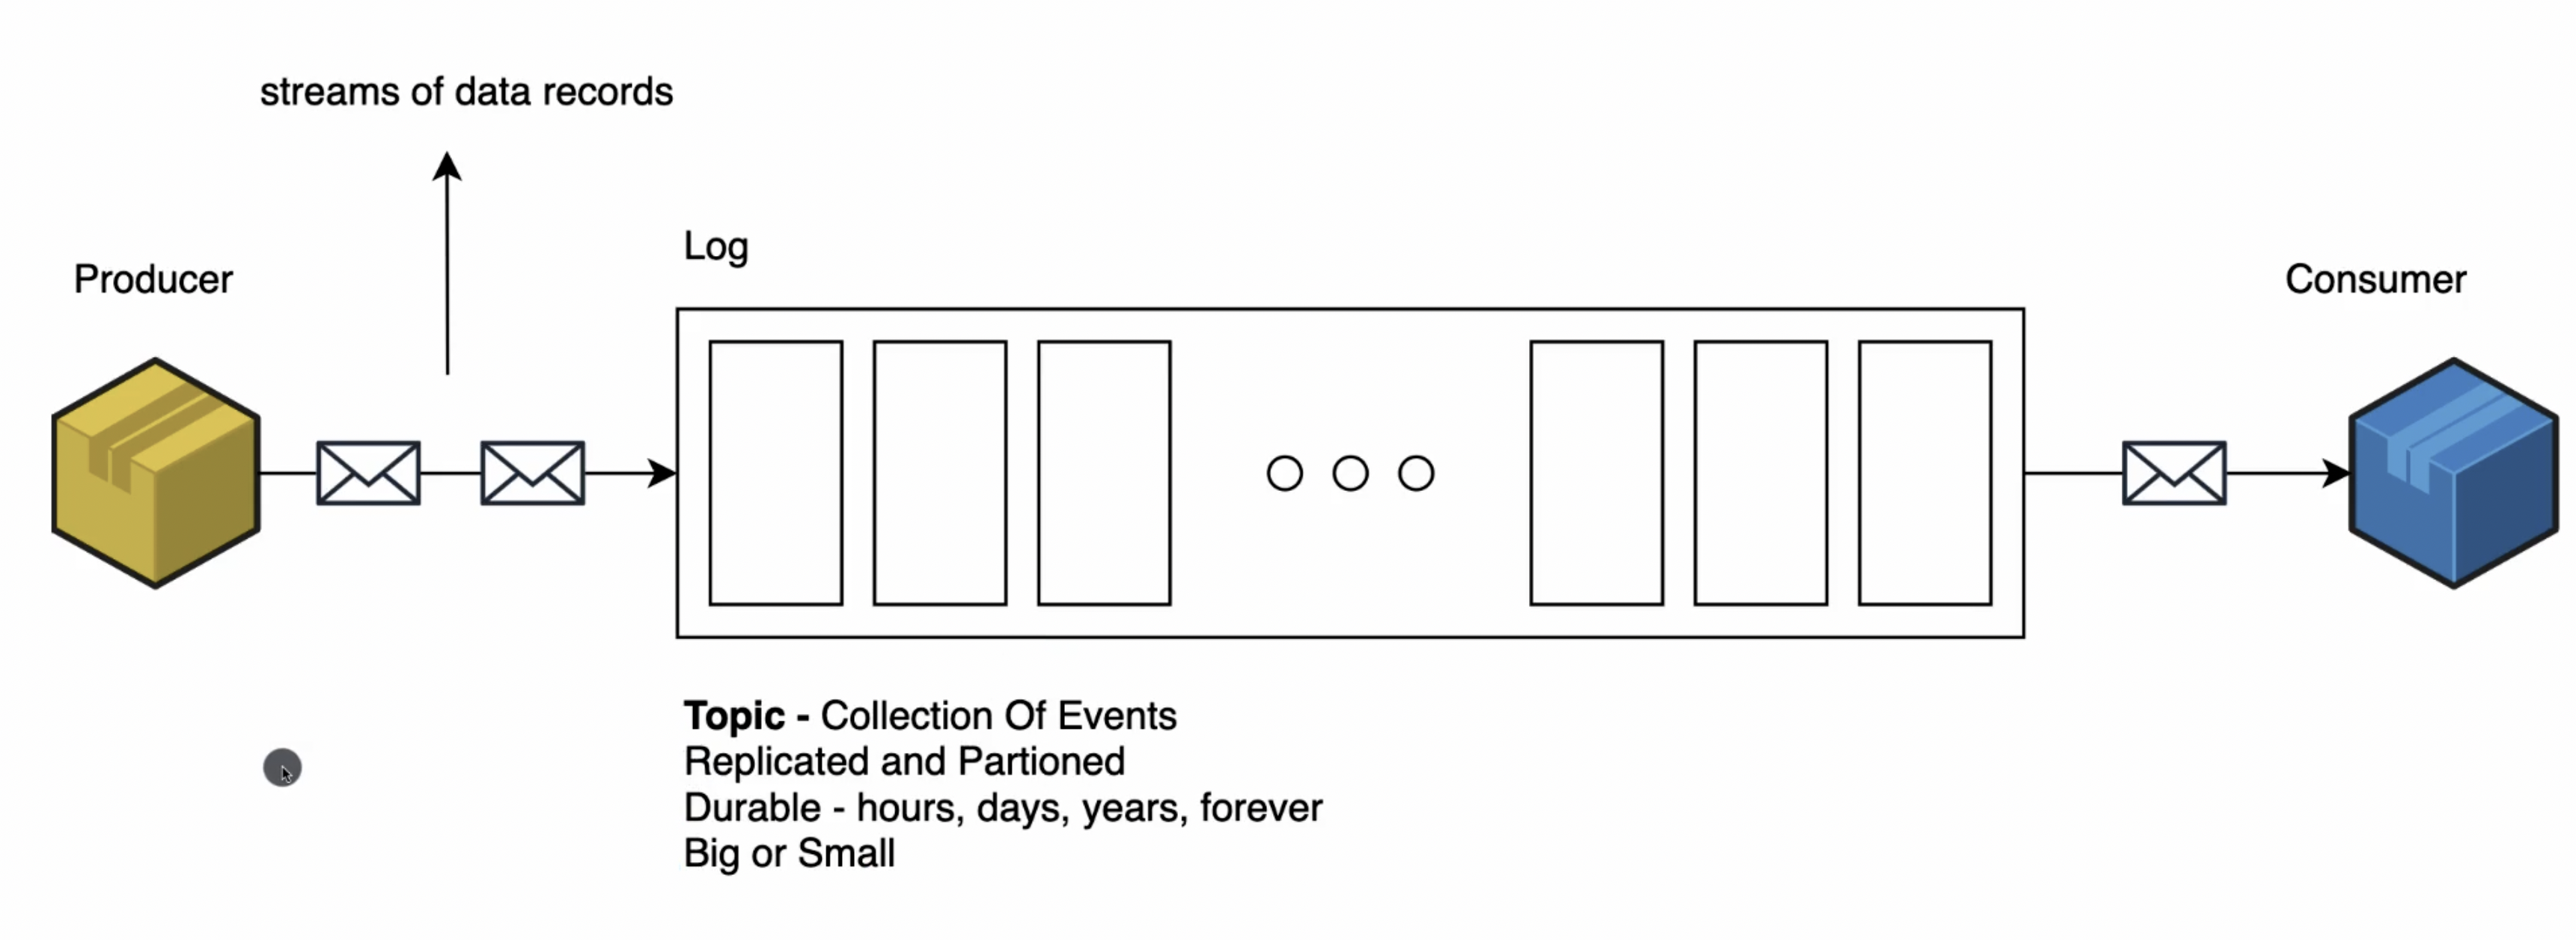 streams of data records
Log
Producer
Consumer
Topic - Collection Of Events
Replicated and Partioned
Durable - hours, days, years, forever
Big or Small